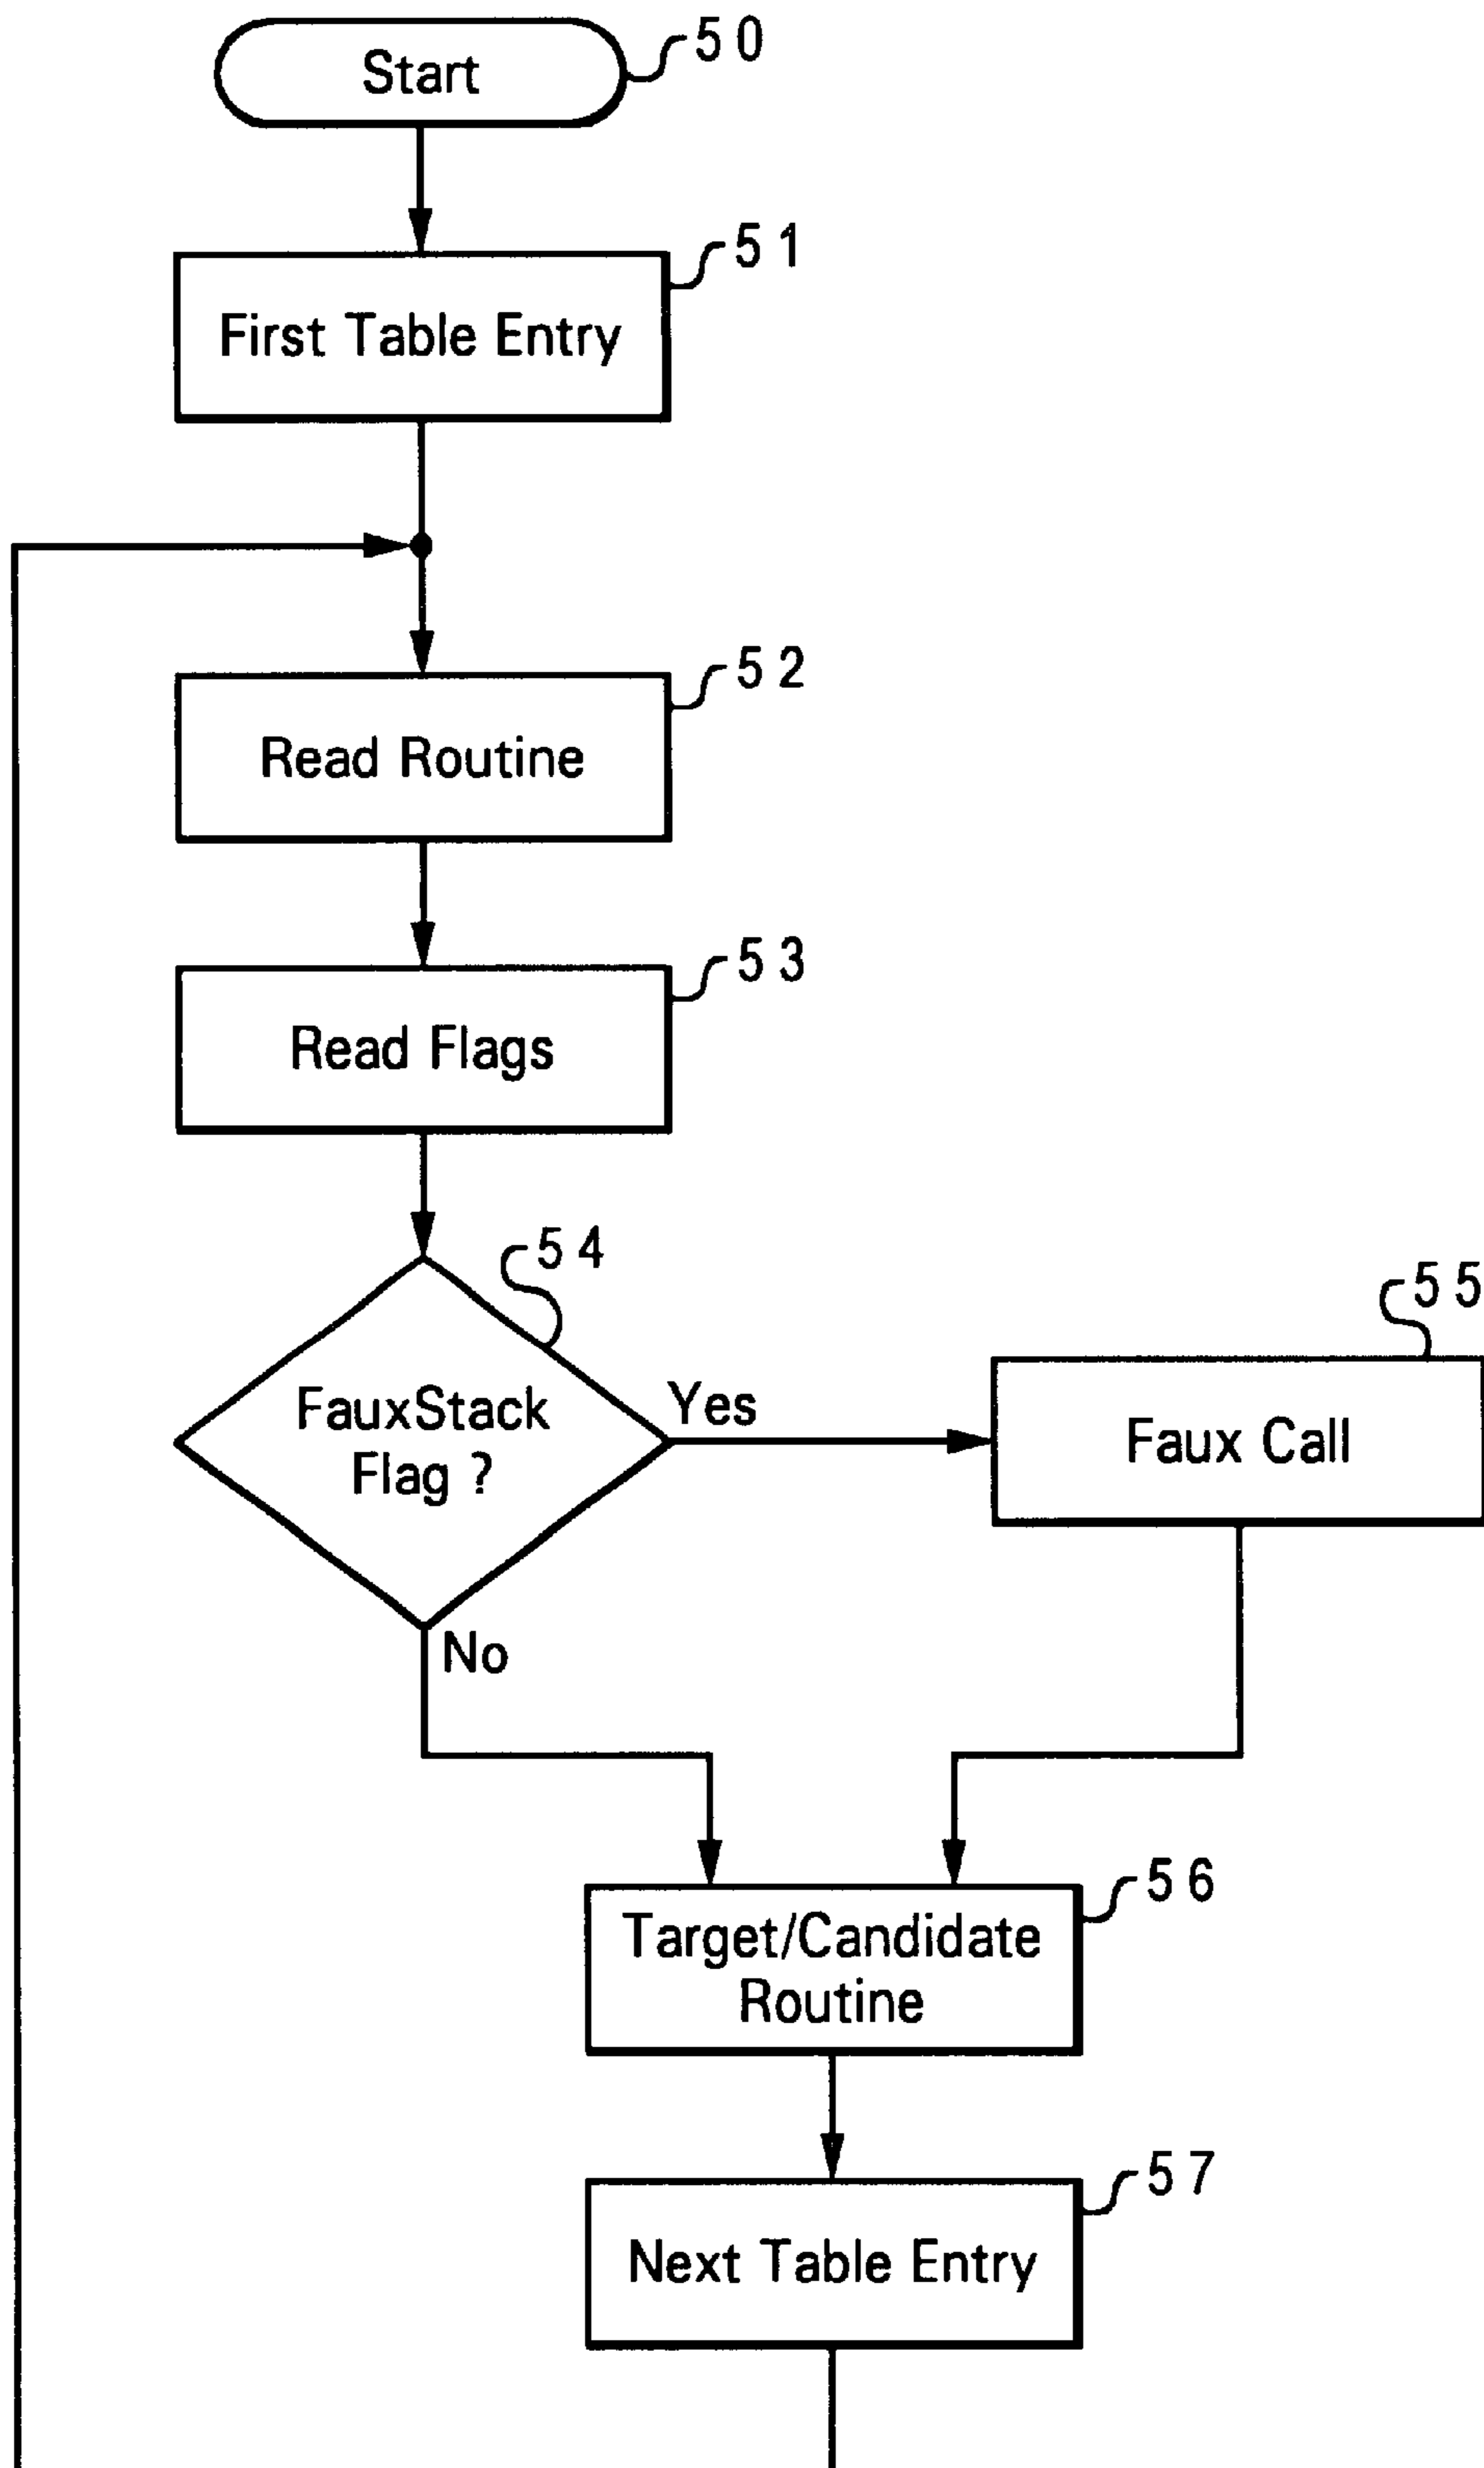 Start
50
First Table Entry
51
Read Routine
52
Read Flags
53
54
FauxStack
Flag ?
Yes
No
55
Faux Call
56
Target/Candidate
Routine
57
Next Table Entry